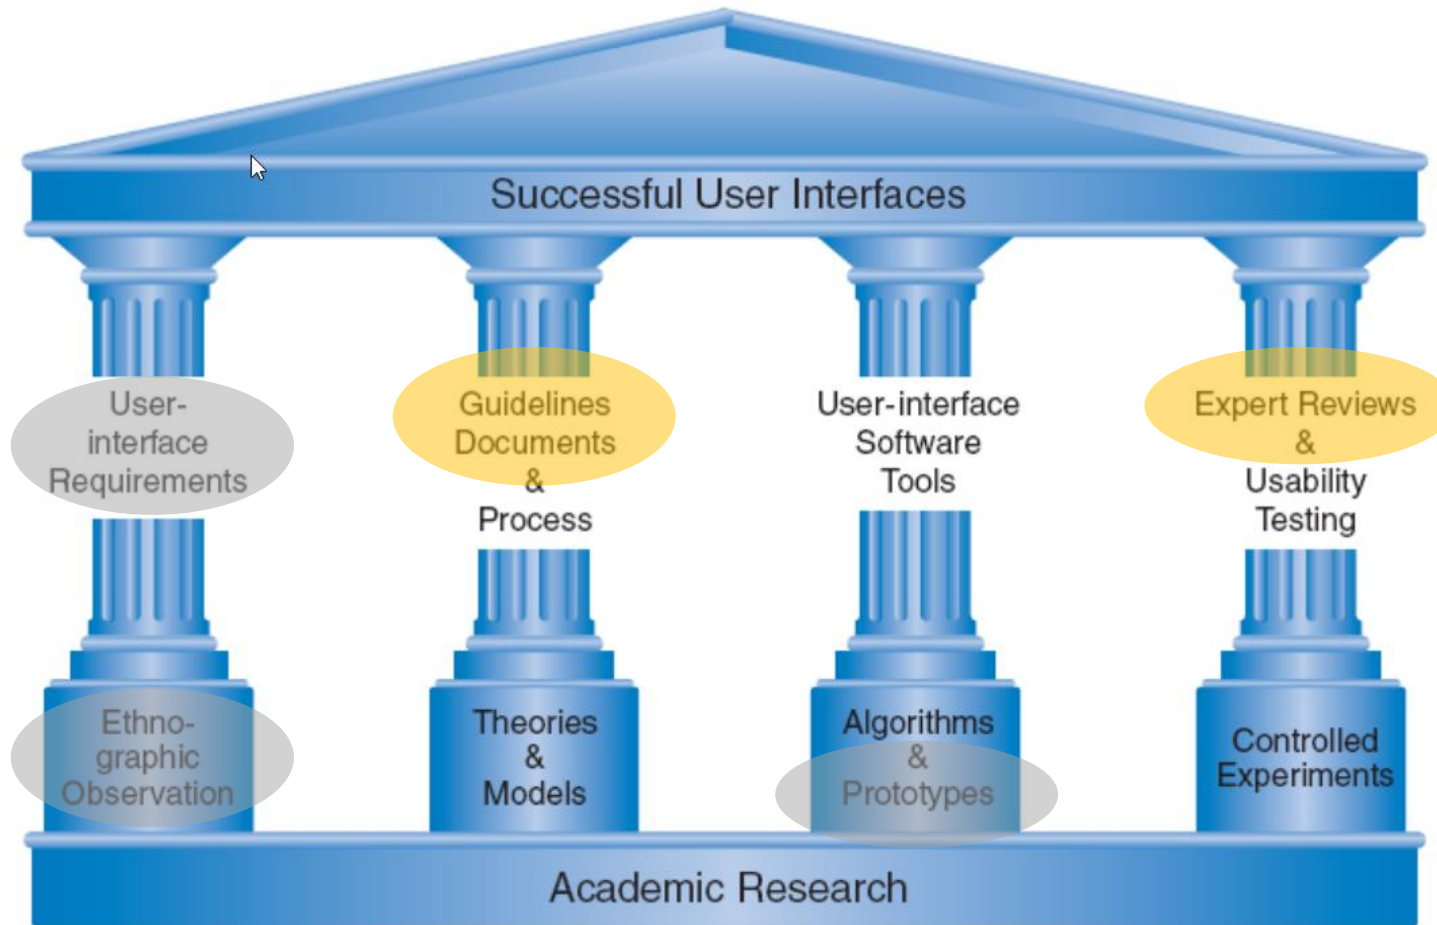 Successful User Interfaces
User-
interface
Requirements
Guidelines
Documents
&
Process
User-interface
Software
Tools
Expert Reviews
&
Usability
Testing
Ethno-
graphic
Observation
Theories
&
Models
Algorithms
&
Prototypes
Controlled
Experiments
Academic Research